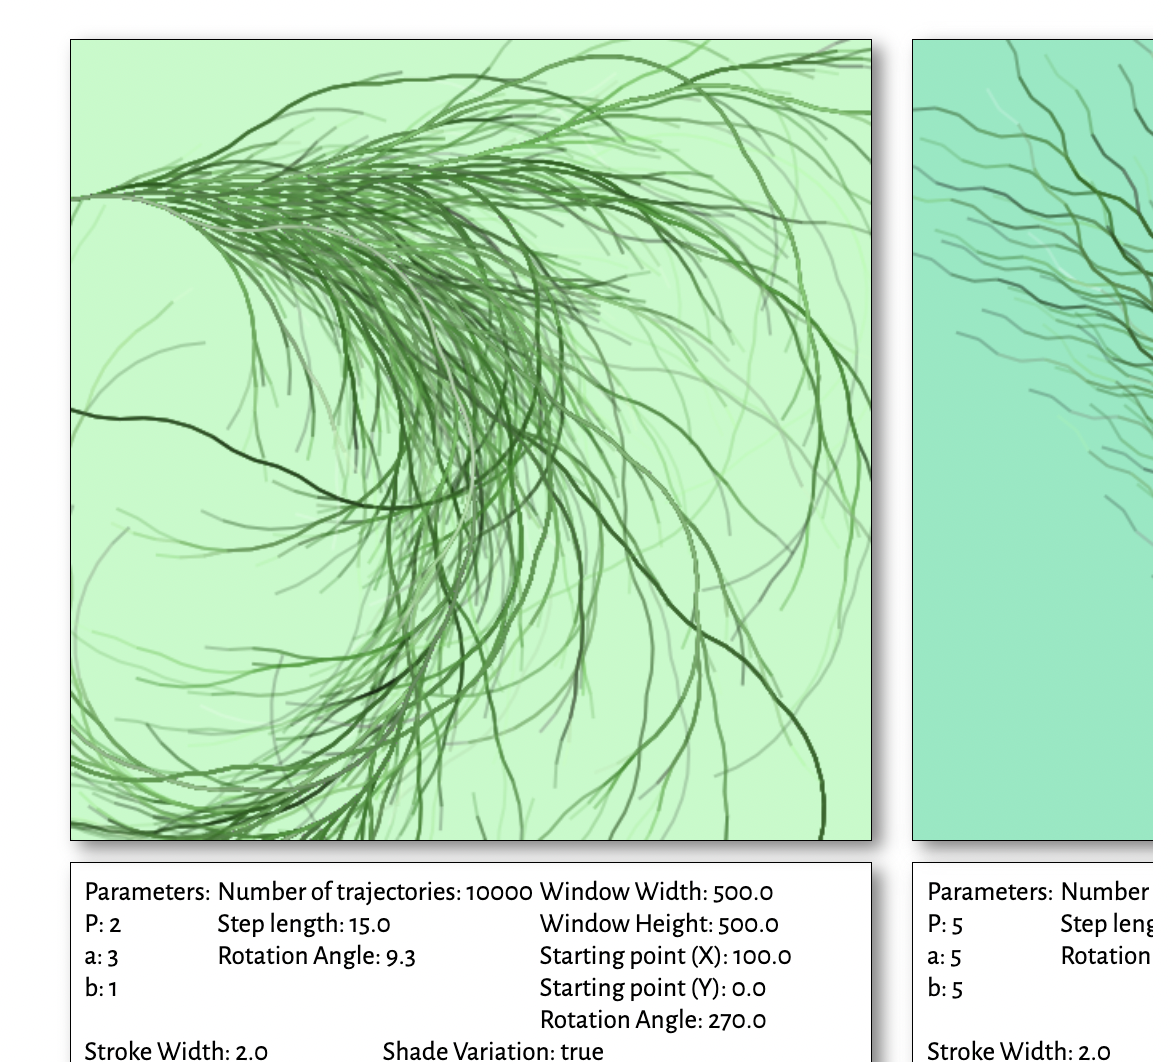 Parameters: Number of trajectories: 10000 Window Width: 500.0
P: 2 Step length: 15.0 Window Height: 500.0
a: 3 Rotation Angle: 9.3 Starting point (X): 100.0
b: 1 Starting point (Y): 0.0
Rotation Angle: 270.0
Stroke Width: 2.0 Shade Variation: true
Parameters: Number
P: 5 Step leng
a: 5 Rotation
b: 5
Stroke Width: 2.0